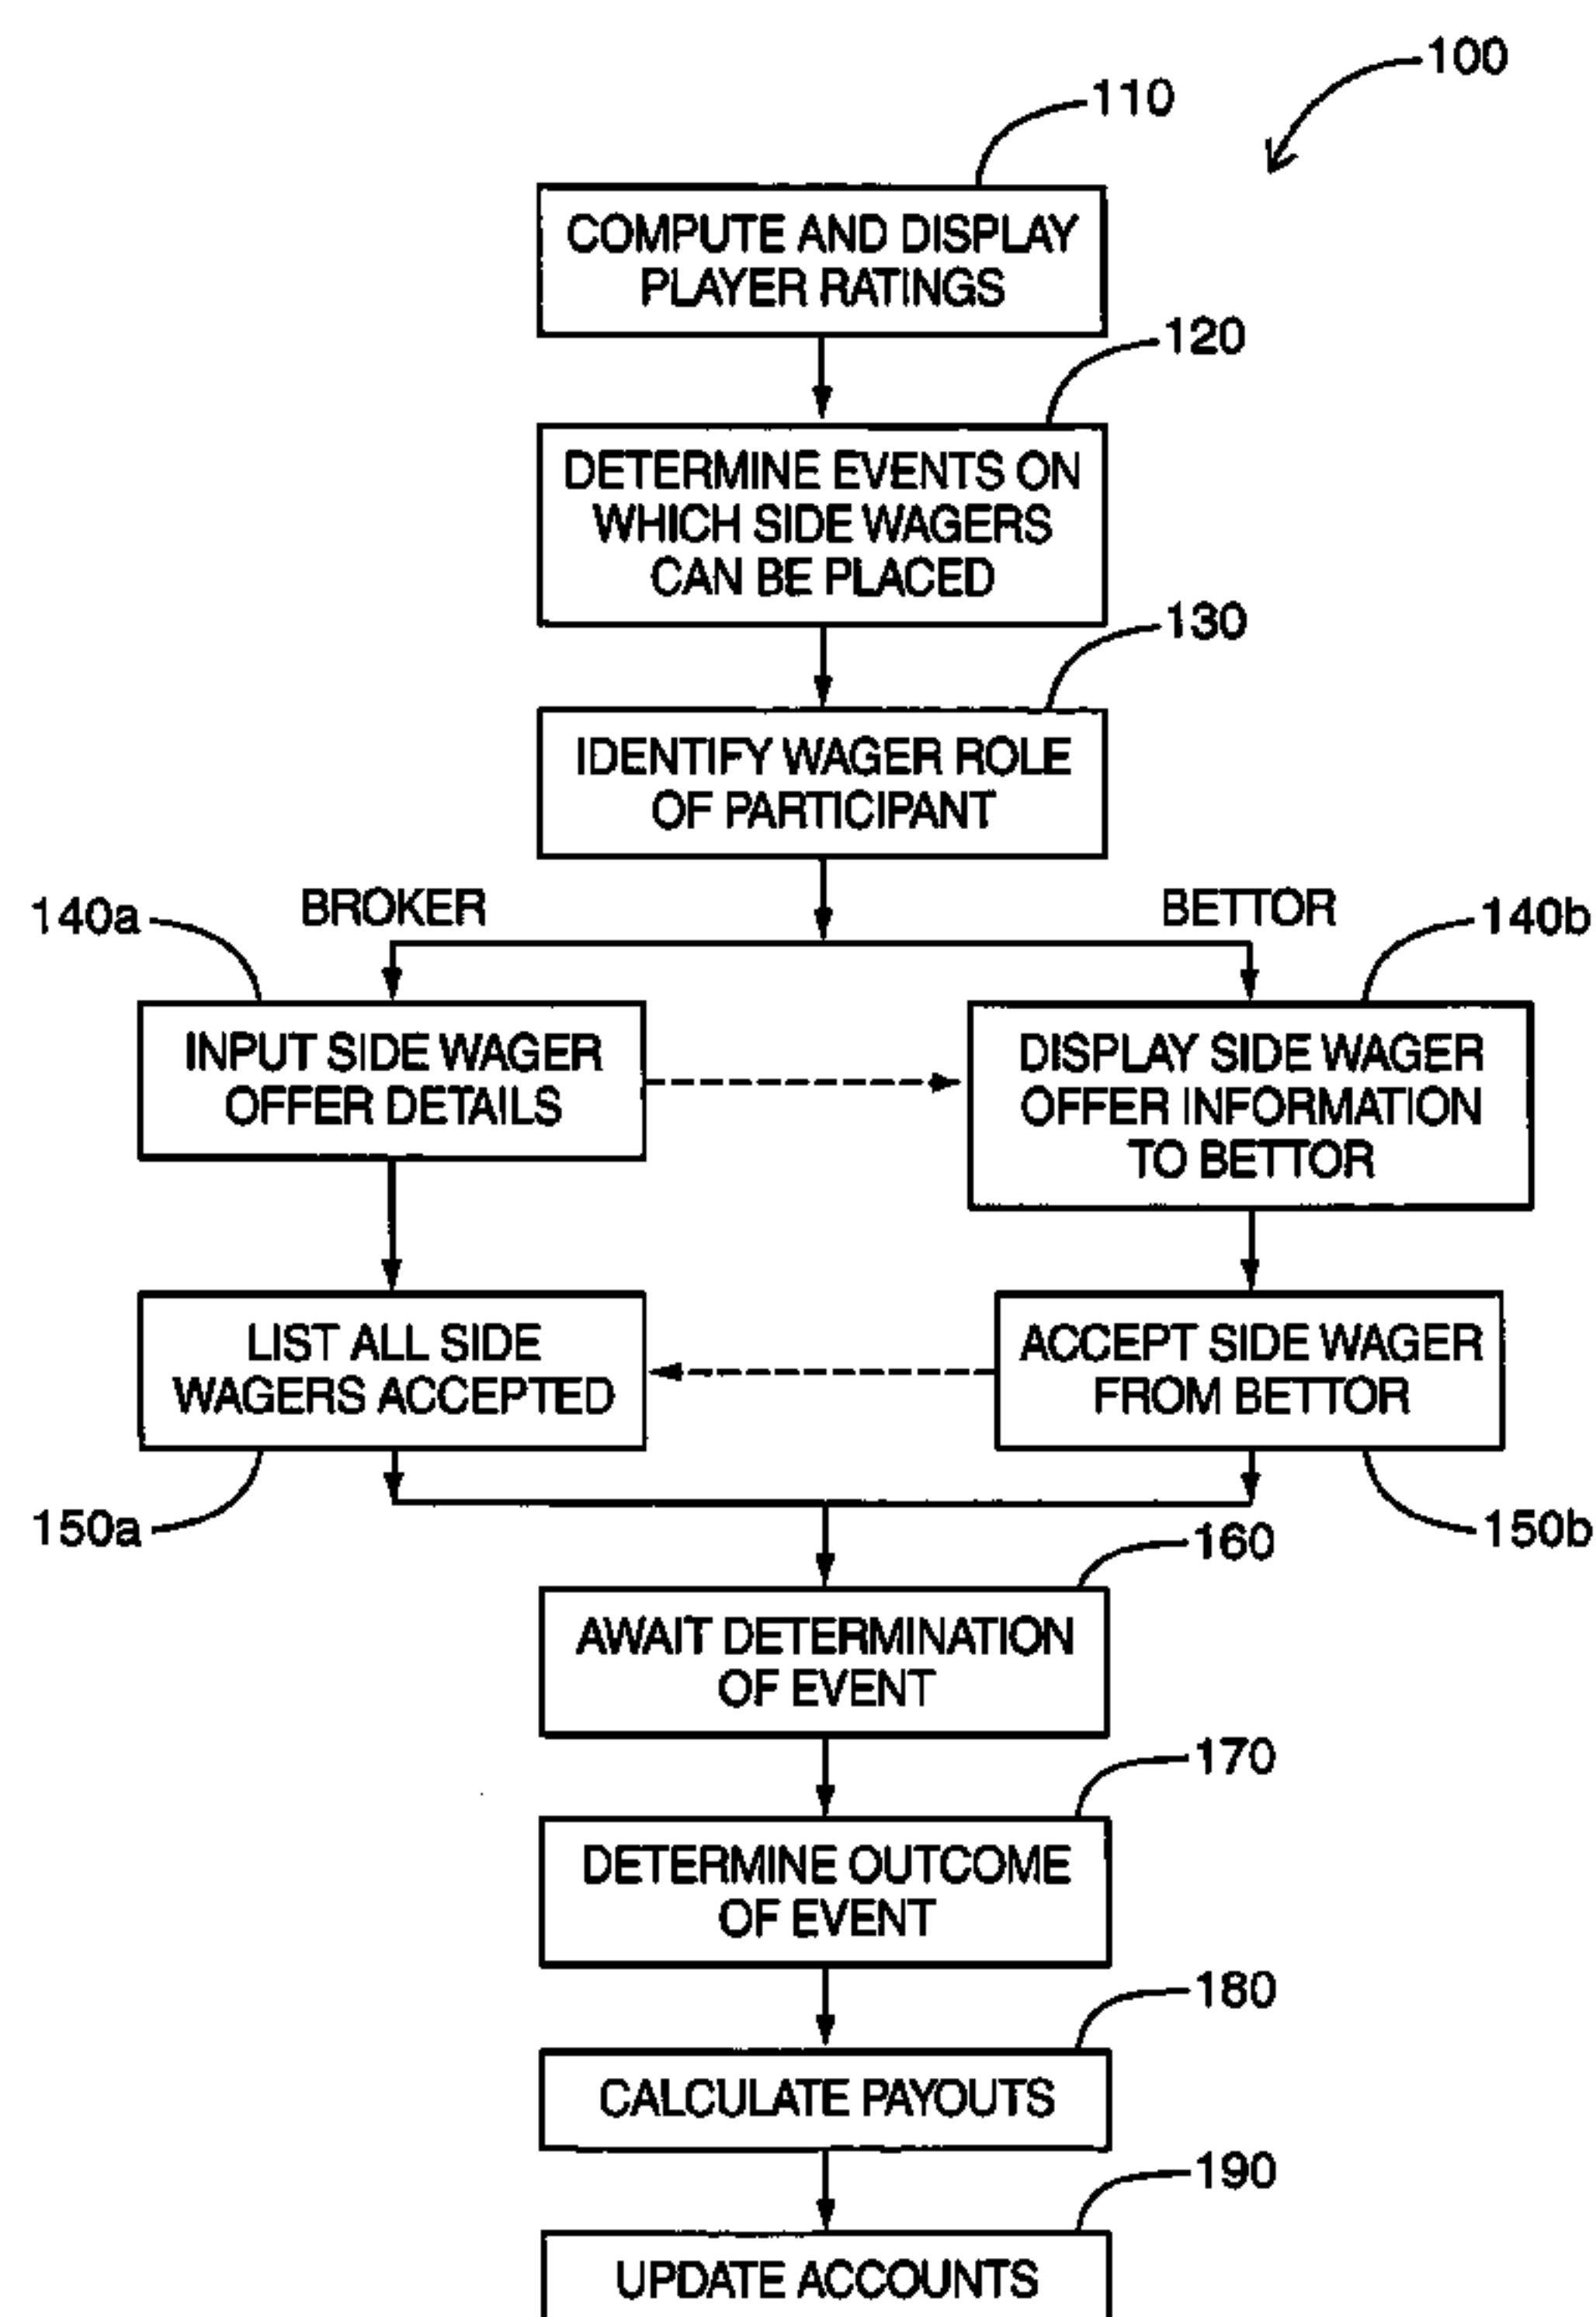 100
110
COMPUTE AND DISPLAY
PLAYER RATINGS
120
DETERMINE EVENTS ON
WHICH SIDE WAGERS
CAN BE PLACED
130
IDENTIFY WAGER ROLE
OF PARTICIPANT
140a
BROKER
BETTOR
140b
INPUT SIDE WAGER
OFFER DETAILS
DISPLAY SIDE WAGER
OFFER INFORMATION
TO BETTOR
LIST ALL SIDE
WAGERS ACCEPTED
ACCEPT SIDE WAGER
FROM BETTOR
150a
150b
160
AWAIT DETERMINATION
OF EVENT
170
DETERMINE OUTCOME
OF EVENT
180
CALCULATE PAYOUTS
190
UPDATE ACCOUNTS